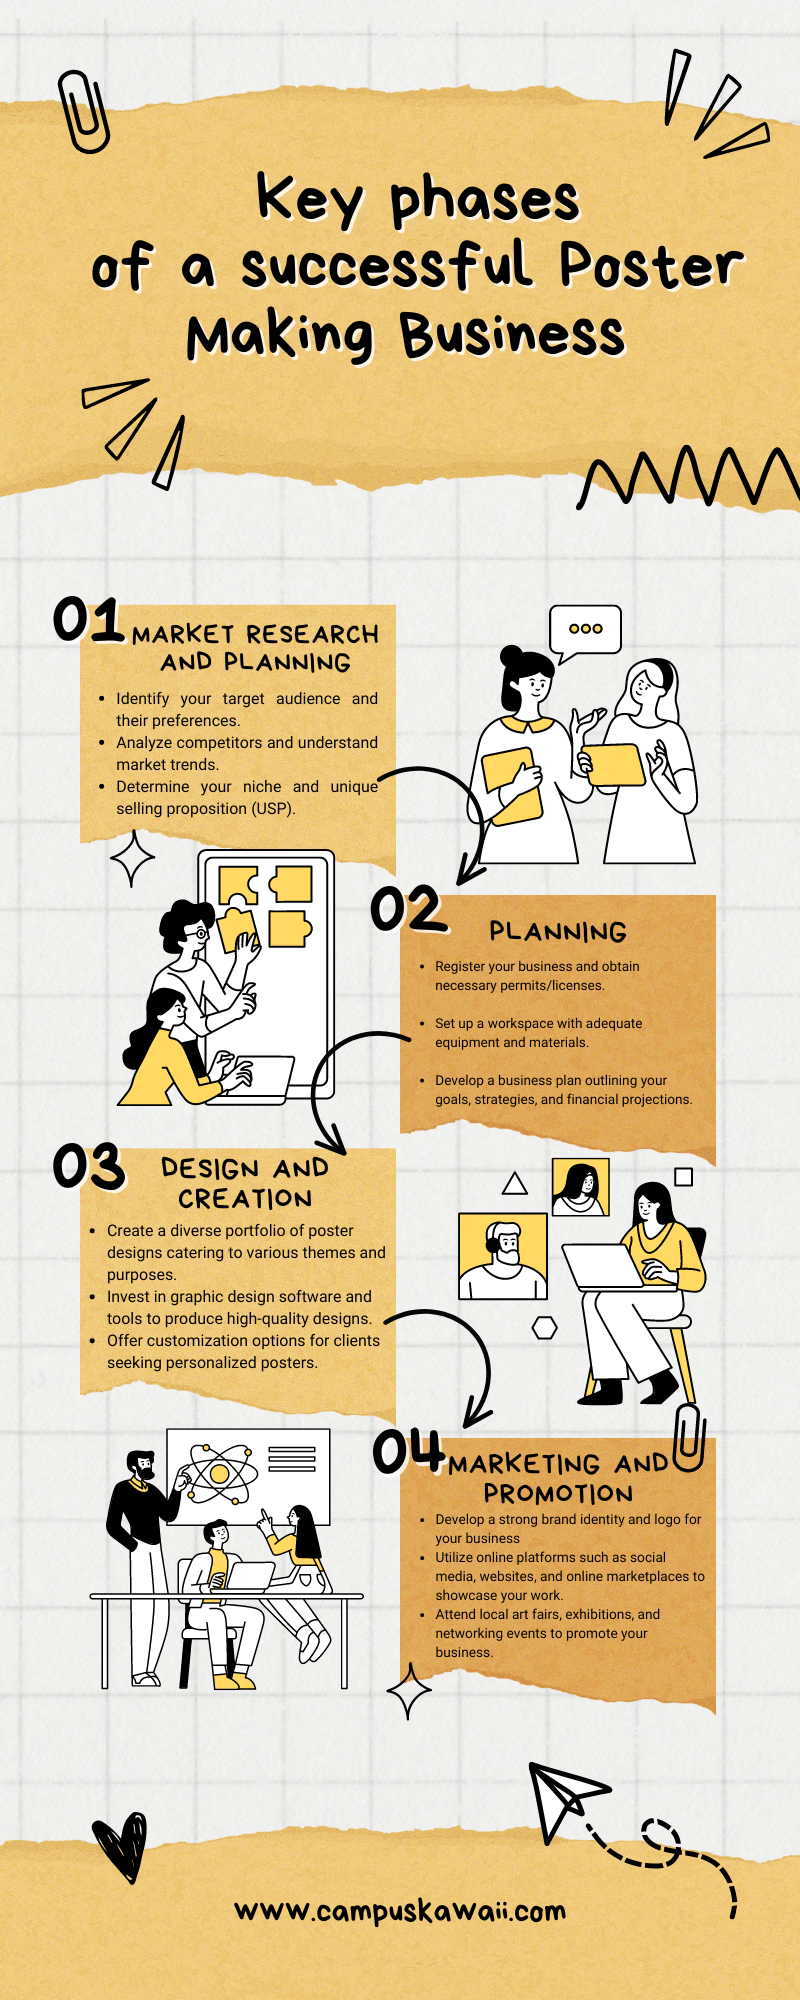 Key phases
of a successful Poster
Making Business
01
MARKET RESEARCH
AND PLANNING
• Identify your target audience and
their preferences.
• Analyze competitors and understand
market trends.
• Determine your niche and unique
selling proposition (USP).
02
PLANNING
• Register your business and obtain
necessary permits/licenses.
• Set up a workspace with adequate
equipment and materials.
• Develop a business plan outlining your
goals, strategies, and financial projections.
03
DESIGN AND
CREATION
• Create a diverse portfolio of poster
designs catering to various themes and
purposes.
• Invest in graphic design software and
tools to produce high-quality designs.
• Offer customization options for clients
seeking personalized posters.
04
MARKETING AND
PROMOTION
• Develop a strong brand identity and logo for
your business
• Utilize online platforms such as social
media, websites, and online marketplaces to
showcase your work.
• Attend local art fairs, exhibitions, and
networking events to promote your
business.
www.campuskawaii.com